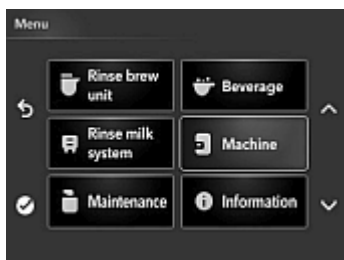 Menu
Rinse brew
unit
Beverage
Rinse milk
system
Machine
Maintenance
Information